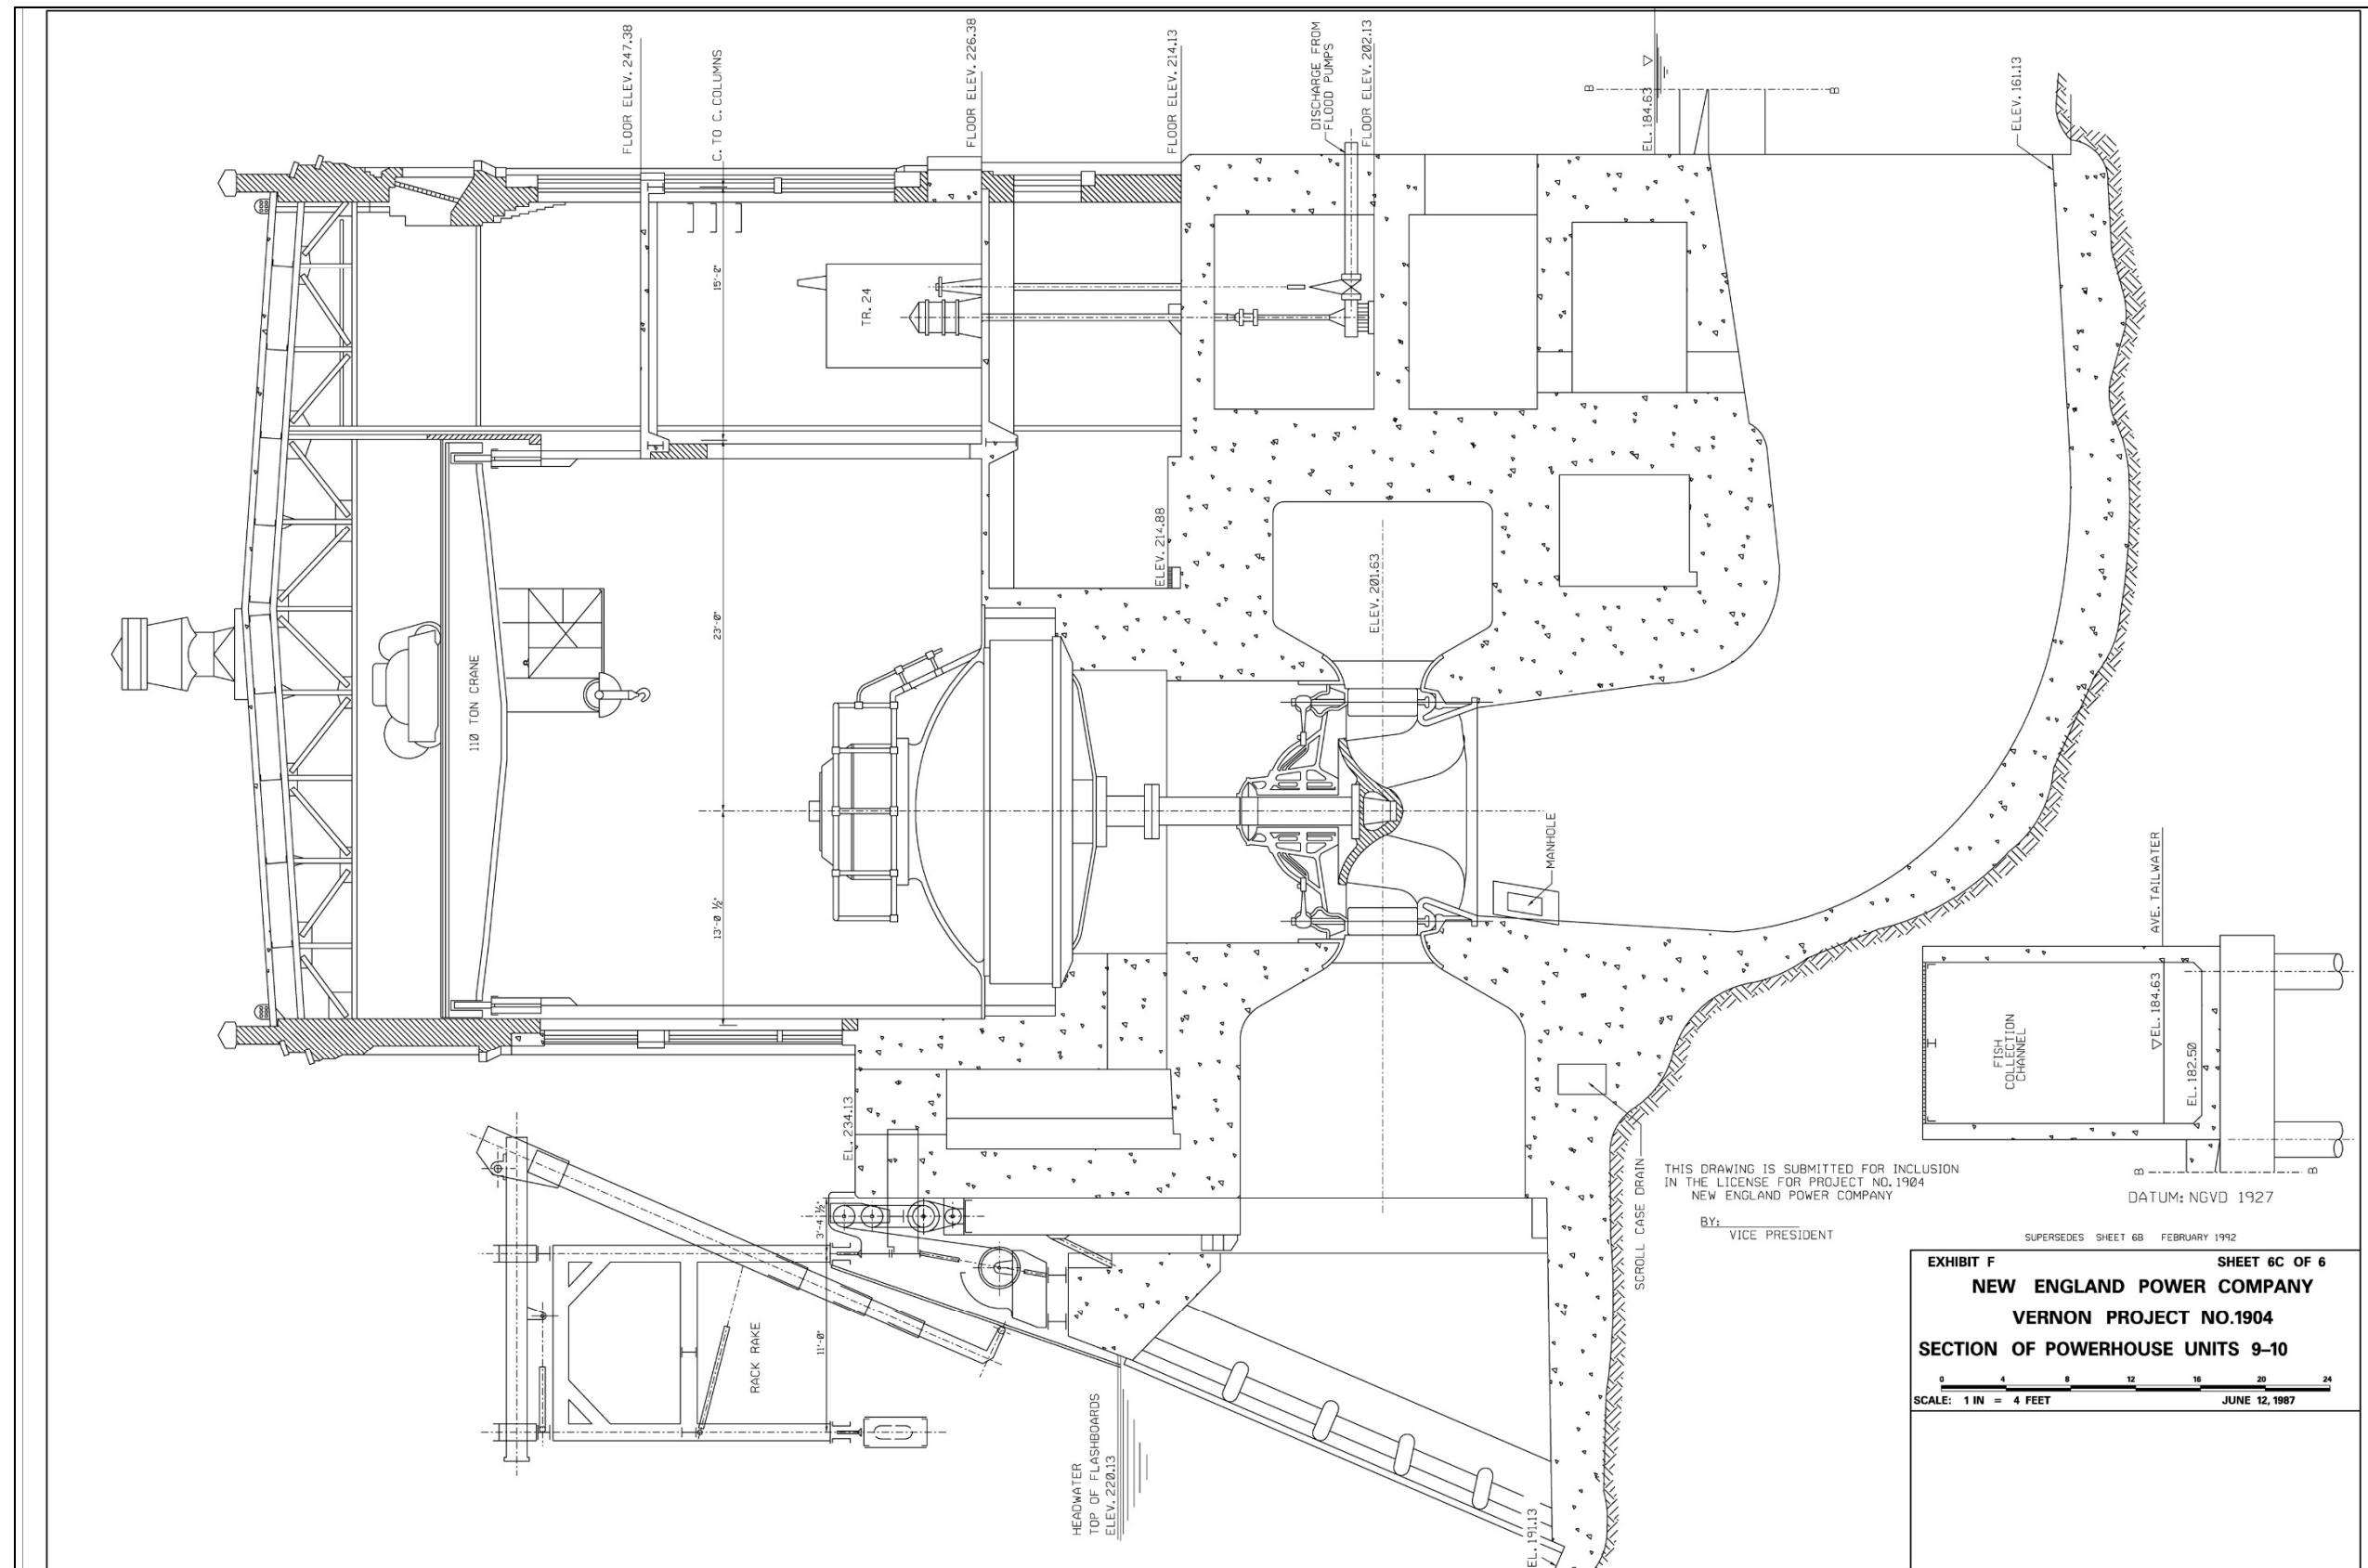 FLOOR ELEV. 247.38
C. TO C. COLUMNS
FLOOR ELEV. 226.38
FLOOR ELEV. 214.13
DISCHARGE FROM
FLOOD PUMPS
FLOOR ELEV. 202.13
EL. 184.63
B B
ELEV. 161.13
15'-0"
TR. 24
ELEV. 214.88
ELEV. 201.63
23'-0"
110 TON CRANE
MANHOLE
13'-0 ½"
AVE. TAILWATER
FISH
COLLECTION
CHANNEL
EL. 184.63
EL. 182.50
B B
DATUM: NGVD 1927
EL. 234.13
3'-4 ½"
11'-0"
RACK RAKE
SCROLL CASE DRAIN
HEADWATER
TOP OF FLASHBOARDS
ELEV. 220.13
EL. 191.13
THIS DRAWING IS SUBMITTED FOR INCLUSION
IN THE LICENSE FOR PROJECT NO. 1904
NEW ENGLAND POWER COMPANY
BY:
VICE PRESIDENT
SUPERSEDES SHEET 6B FEBRUARY 1992
EXHIBIT F SHEET 6C OF 6
NEW ENGLAND POWER COMPANY
VERNON PROJECT NO.1904
SECTION OF POWERHOUSE UNITS 9–10
0 4 8 12 16 20 24
SCALE: 1 IN = 4 FEET JUNE 12, 1987